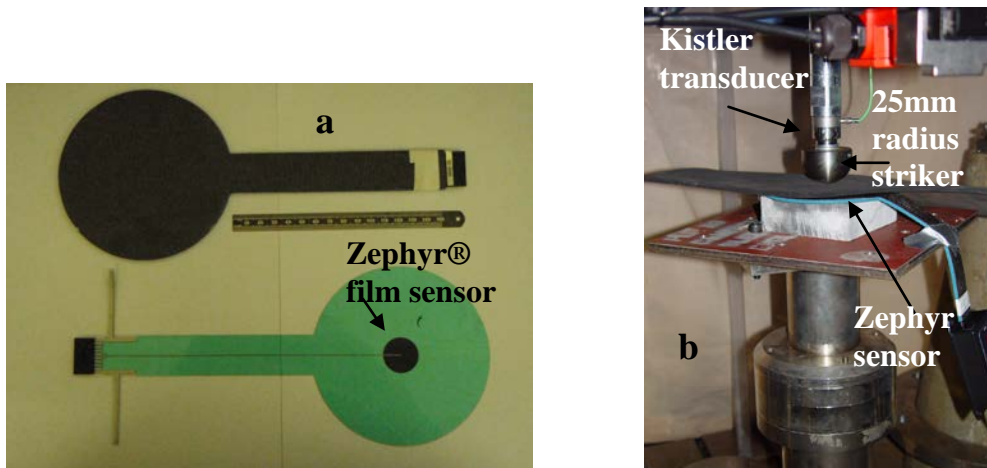 a
Zephyr®
film sensor
Kistler
transducer
25mm
radius
striker
Zephyr
sensor
b